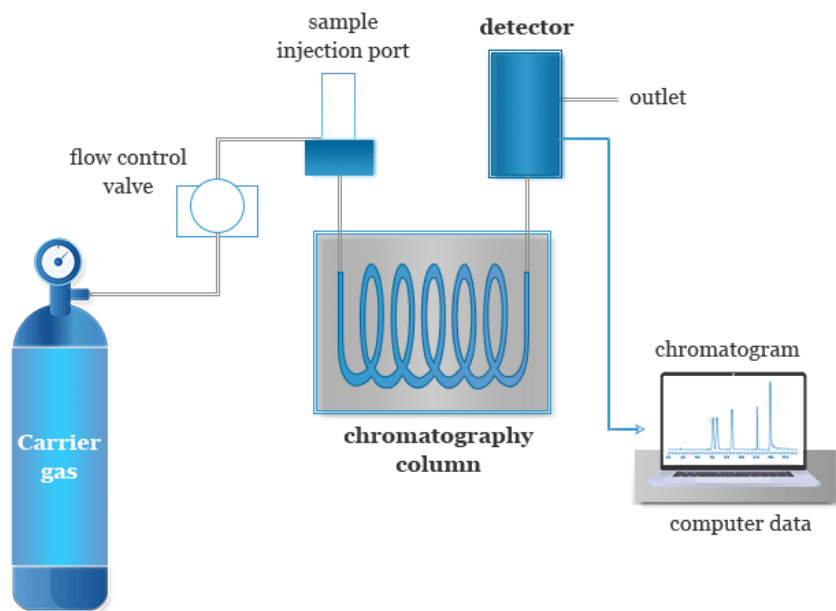 sample
injection port
detector
outlet
flow control
valve
Carrier
gas
chromatography
column
chromatogram
computer data